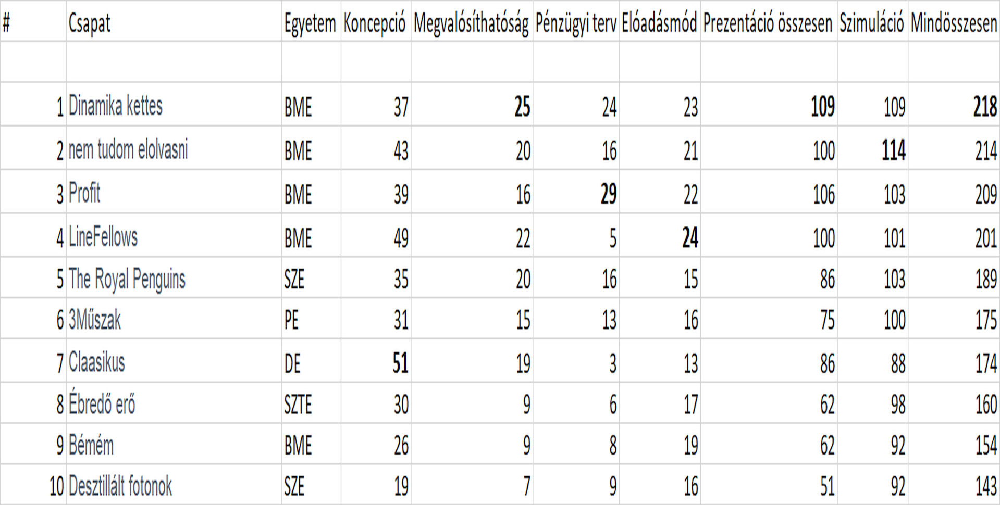 # Csapat Egyetem Koncepció Megvalósíthatóság Pénzügyi terv Elóadásmód Prezentáció összesen Szimuláció Mindösszesen
1 Dinamika kettes BME 37 25 24 23 109 109 218
2 nem tudom elolvasni BME 43 20 16 21 100 114 214
3 Profit BME 39 16 29 22 106 103 209
4 LineFellows BME 49 22 5 24 100 101 201
5 The Royal Penguins SZE 35 20 16 15 86 103 189
6 3Műszak PE 31 15 13 16 75 100 175
7 Claasikus DE 51 19 3 13 86 88 174
8 Ébredő erő SZTE 30 9 6 17 62 98 160
9 Bémém BME 26 9 8 19 62 92 154
10 Desztillált fotonok SZE 19 7 9 16 51 92 143